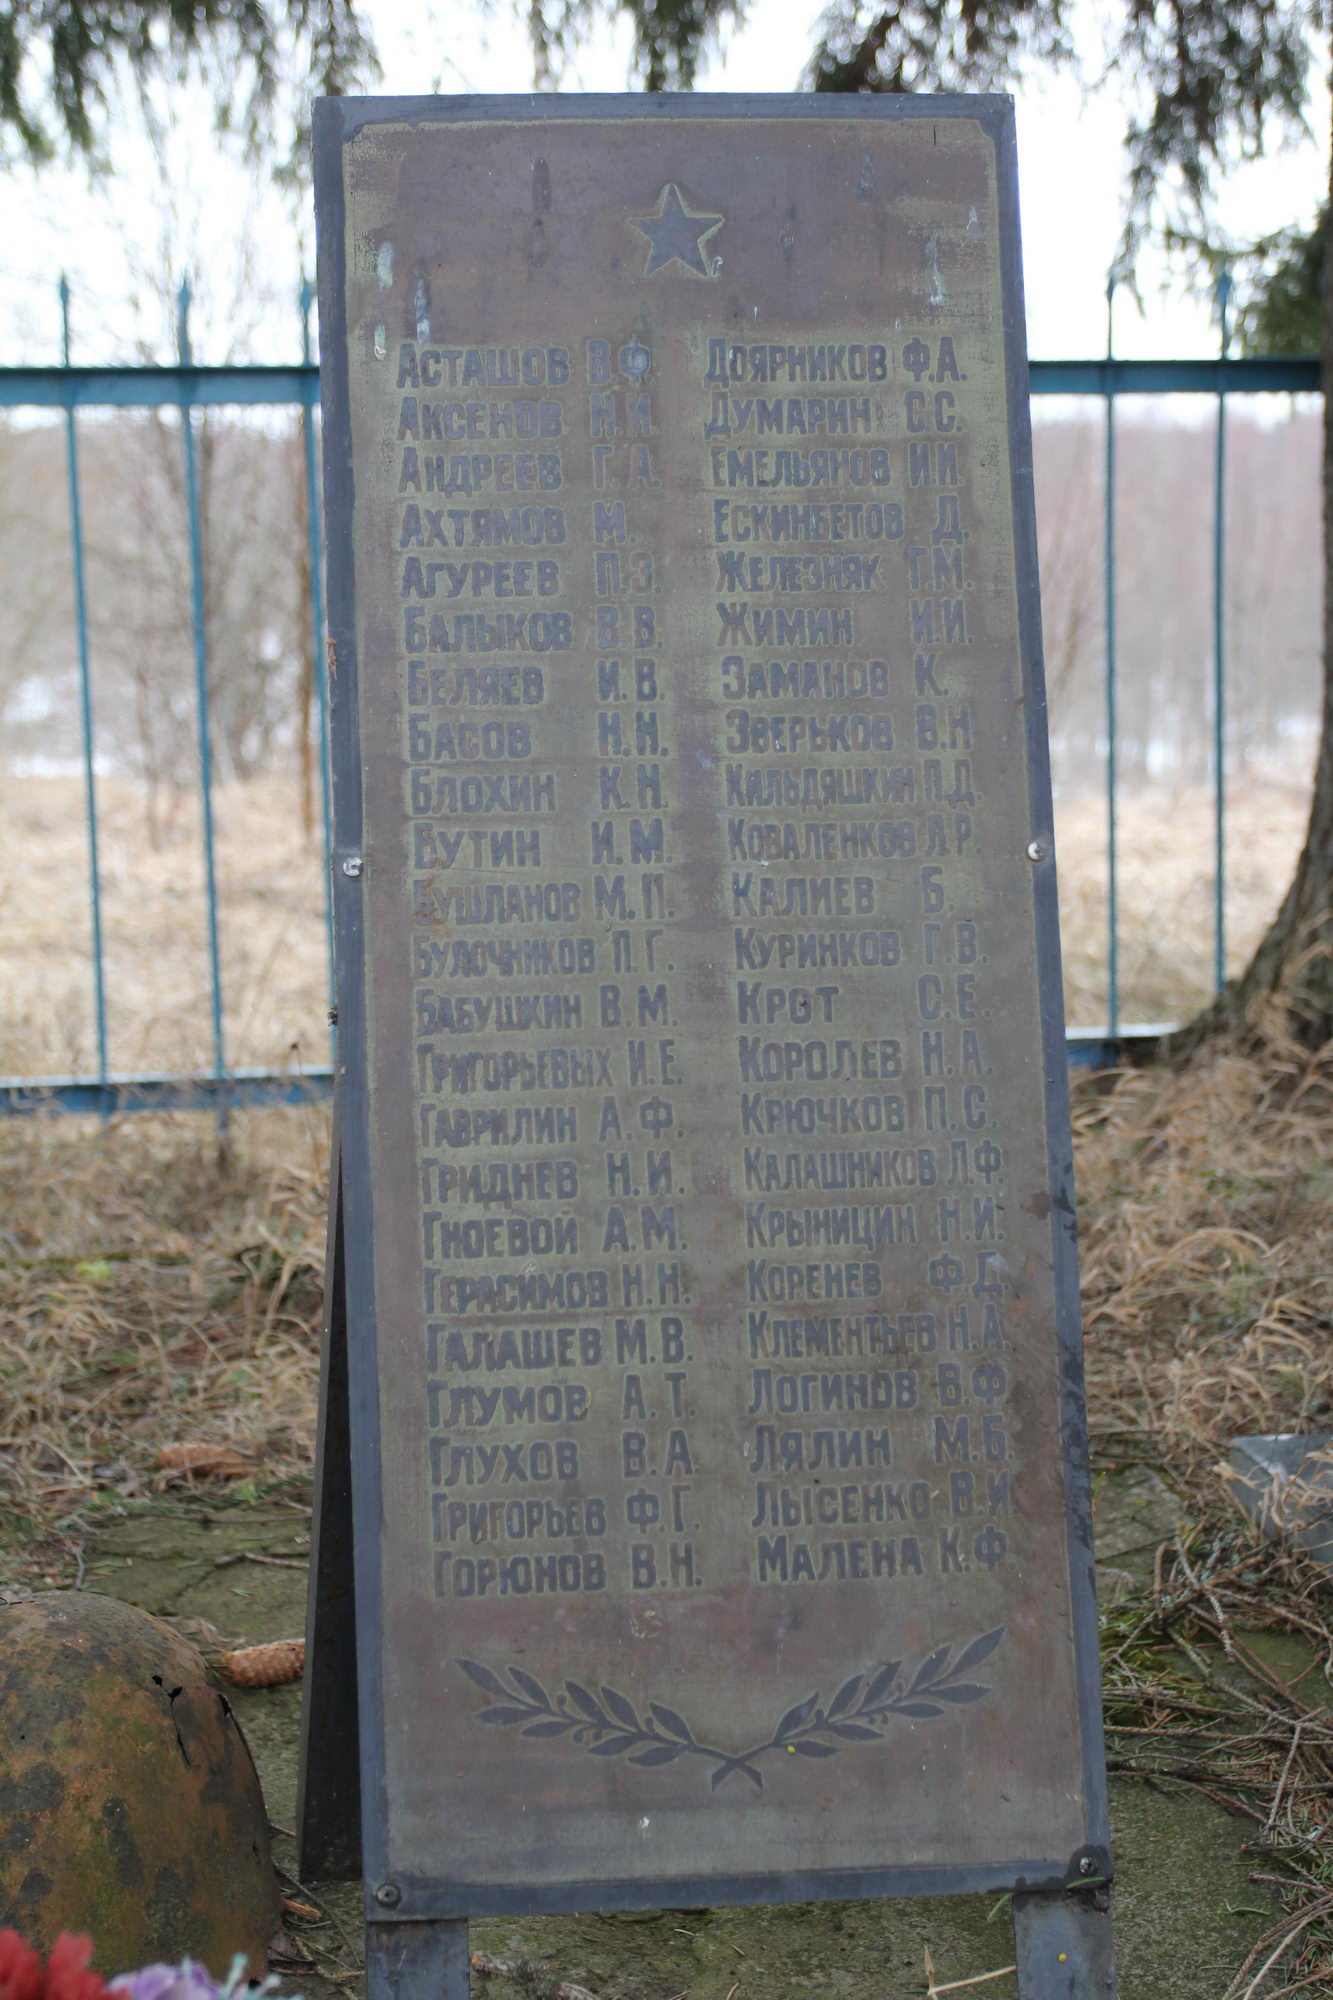 Асташов В.Ф.
Аксенов Н.И.
Андреев Г.А.
Ахтямов М.
Агуреев П.З.
Балыков В.В.
Беляев И.В.
Басов Н.Н.
Блохин К.Н.
Бутин И.М.
Бушланов М.П.
Булочников П.Г.
Бабушкин В.М.
Григорьевых И.Е.
Гаврилин А.Ф.
Гриднев Н.И.
Гноевой А.М.
Герасимов Н.Н.
Галашев М.В.
Глумов А.Т.
Глухов В.А.
Григорьев Ф.Г.
Горюнов В.Н.
Доярников Ф.А.
Думарин С.С.
Емельянов И.И.
Ескинбетов Д.
Железняк Г.М.
Жимин И.И.
Заманов К.
Зверьков В.Н
Кильдяшкин П.Д.
Коваленков Л.Р.
Калиев Б.
Куринков Г.В.
Крот С.Е.
Королев Н.А.
Крючков П.С.
Калашников Л.Ф.
Крыницин Н.И.
Коренев Ф.Д.
Клементьев Н.А.
Логинов В.Ф
Лялин М.Б.
Лысенко В.И.
Малена К.Ф.